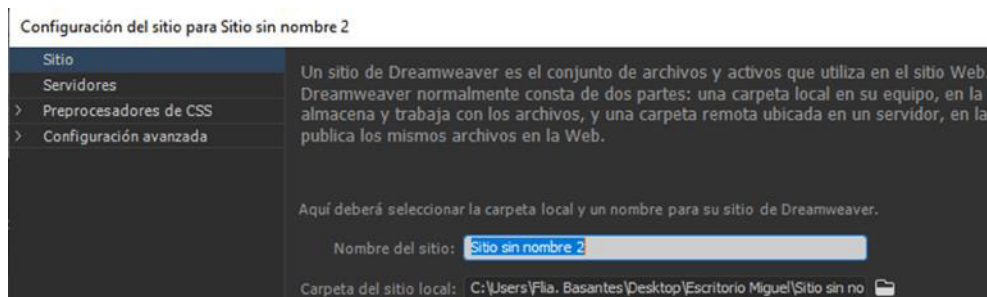 Configuración del sitio para Sitio sin nombre 2
Sitio
Servidores
Preprocesadores de CSS
Configuración avanzada
Un sitio de Dreamweaver es el conjunto de archivos y activos que utiliza en el sitio Web.
Dreamweaver normalmente consta de dos partes: una carpeta local en su equipo, en la
almacena y trabaja con los archivos, y una carpeta remota ubicada en un servidor, en la
publica los mismos archivos en la Web.
Aquí deberá seleccionar la carpeta local y un nombre para su sitio de Dreamweaver.
Nombre del sitio: Sitio sin nombre 2
Carpeta del sitio local: C:\Users\Flia. Basantes\Desktop\Escritorio Miguel\Sitio sin no